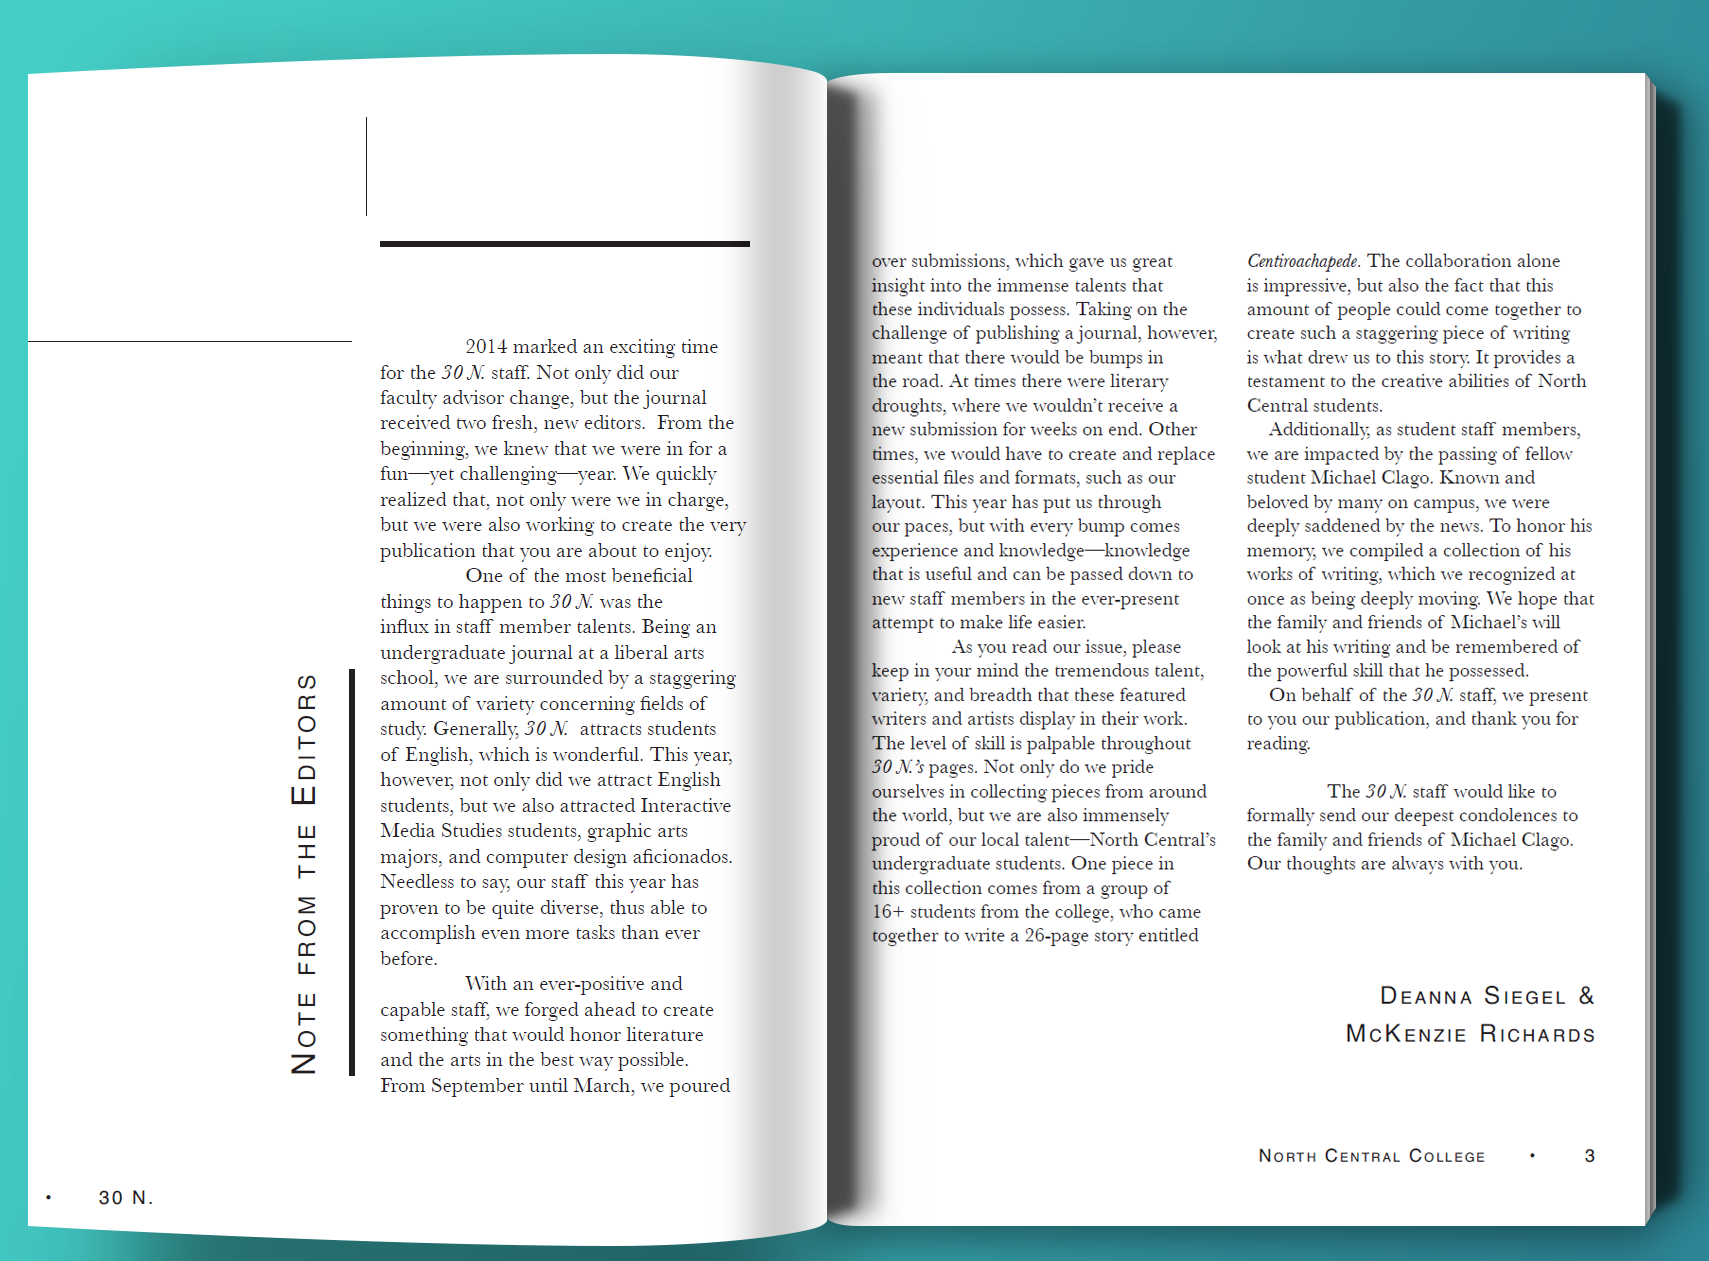 Note from the Editors
2014 marked an exciting time
for the 30 N. staff. Not only did our
faculty advisor change, but the journal
received two fresh, new editors.  From the
beginning, we knew that we were in for a
fun—yet challenging—year. We quickly
realized that, not only were we in charge,
but we were also working to create the very
publication that you are about to enjoy.
One of the most beneficial
things to happen to 30 N. was the
influx in staff member talents. Being an
undergraduate journal at a liberal arts
school, we are surrounded by a staggering
amount of variety concerning fields of
study. Generally, 30 N.  attracts students
of English, which is wonderful. This year,
however, not only did we attract English
students, but we also attracted Interactive
Media Studies students, graphic arts
majors, and computer design aficionados.
Needless to say, our staff this year has
proven to be quite diverse, thus able to
accomplish even more tasks than ever
before.
With an ever-positive and
capable staff, we forged ahead to create
something that would honor literature
and the arts in the best way possible.
From September until March, we poured
• 30 N.
over submissions, which gave us great
insight into the immense talents that
these individuals possess. Taking on the
challenge of publishing a journal, however,
meant that there would be bumps in
the road. At times there were literary
droughts, where we wouldn’t receive a
new submission for weeks on end. Other
times, we would have to create and replace
essential files and formats, such as our
layout. This year has put us through
our paces, but with every bump comes
experience and knowledge—knowledge
that is useful and can be passed down to
new staff members in the ever-present
attempt to make life easier.
As you read our issue, please
keep in your mind the tremendous talent,
variety, and breadth that these featured
writers and artists display in their work.
The level of skill is palpable throughout
30 N.’s pages. Not only do we pride
ourselves in collecting pieces from around
the world, but we are also immensely
proud of our local talent—North Central’s
undergraduate students. One piece in
this collection comes from a group of
16+ students from the college, who came
together to write a 26-page story entitled
Centiroachapede. The collaboration alone
is impressive, but also the fact that this
amount of people could come together to
create such a staggering piece of writing
is what drew us to this story. It provides a
testament to the creative abilities of North
Central students.
Additionally, as student staff members,
we are impacted by the passing of fellow
student Michael Clago. Known and
beloved by many on campus, we were
deeply saddened by the news. To honor his
memory, we compiled a collection of his
works of writing, which we recognized at
once as being deeply moving. We hope that
the family and friends of Michael’s will
look at his writing and be remembered of
the powerful skill that he possessed.
On behalf of the 30 N. staff, we present
to you our publication, and thank you for
reading.
The 30 N. staff would like to
formally send our deepest condolences to
the family and friends of Michael Clago.
Our thoughts are always with you.
Deanna Siegel &
McKenzie Richards
North Central College • 3